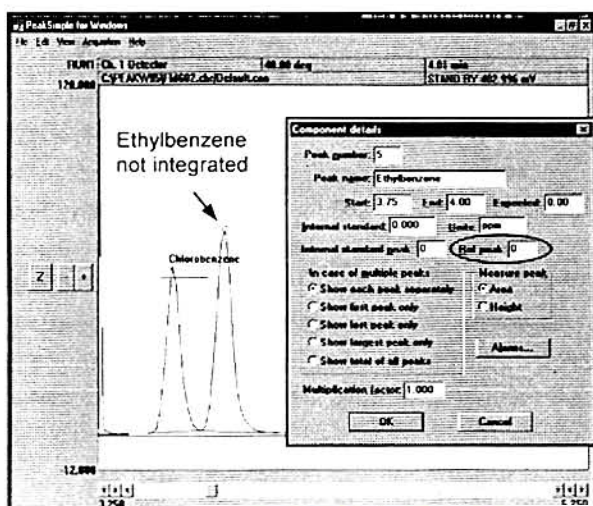 PeakSimple for Windows
File Edit View Acquisition Help
RUN1 Ch. 1 Detector 40.00 deg 4.01 min
STAND BY 402.996 mV
120.000
Ethylbenzene
not integrated
Chlorobenzene
Z - +
-12.000
3.250 5.250
Component details
Peak number: 5
Peak name: Ethylbenzene
Start: 3.75 End: 4.00 Expected: 0.00
Internal standard: 0.000 Units: ppm
Internal standard peak: 0 Ref peak: 0
In case of multiple peaks
Show each peak separately
Show first peak only
Show last peak only
Show largest peak only
Show total of all peaks
Measure peak
Area
Height
Alarms...
Multiplication factor: 1.000
OK Cancel